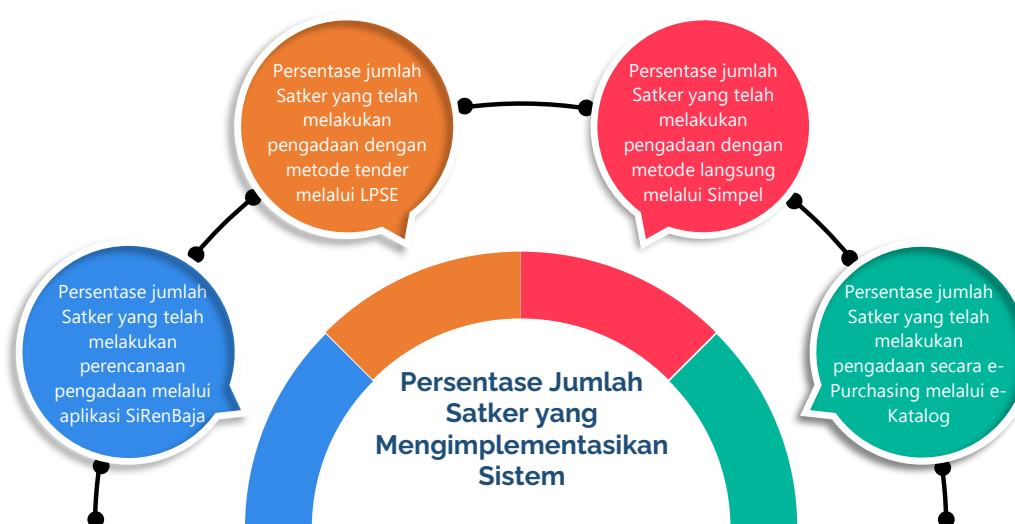 Persentase jumlah
Satker yang telah
melakukan
pengadaan dengan
metode tender
melalui LPSE
Persentase jumlah
Satker yang telah
melakukan
pengadaan dengan
metode langsung
melalui Simpel
Persentase jumlah
Satker yang telah
melakukan
perencanaan
pengadaan melalui
aplikasi SiRenBaja
Persentase jumlah
Satker yang telah
melakukan
pengadaan secara e-
Purchasing melalui e-
Katalog
Persentase Jumlah
Satker yang
Mengimplementasikan
Sistem